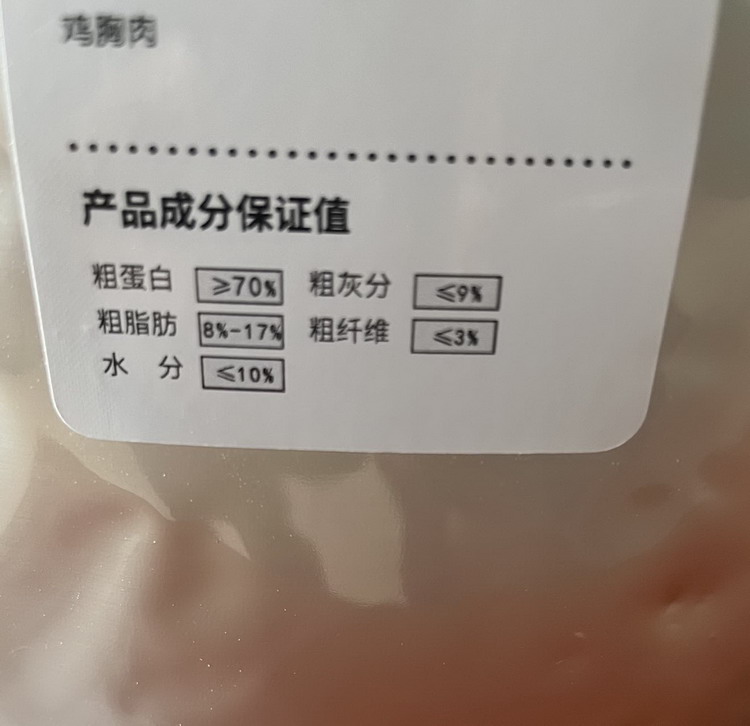 鸡胸肉
产品成分保证值
粗蛋白 ≥70% 粗灰分 ≤9%
粗脂肪 8%-17% 粗纤维 ≤3%
水 分 ≤10%